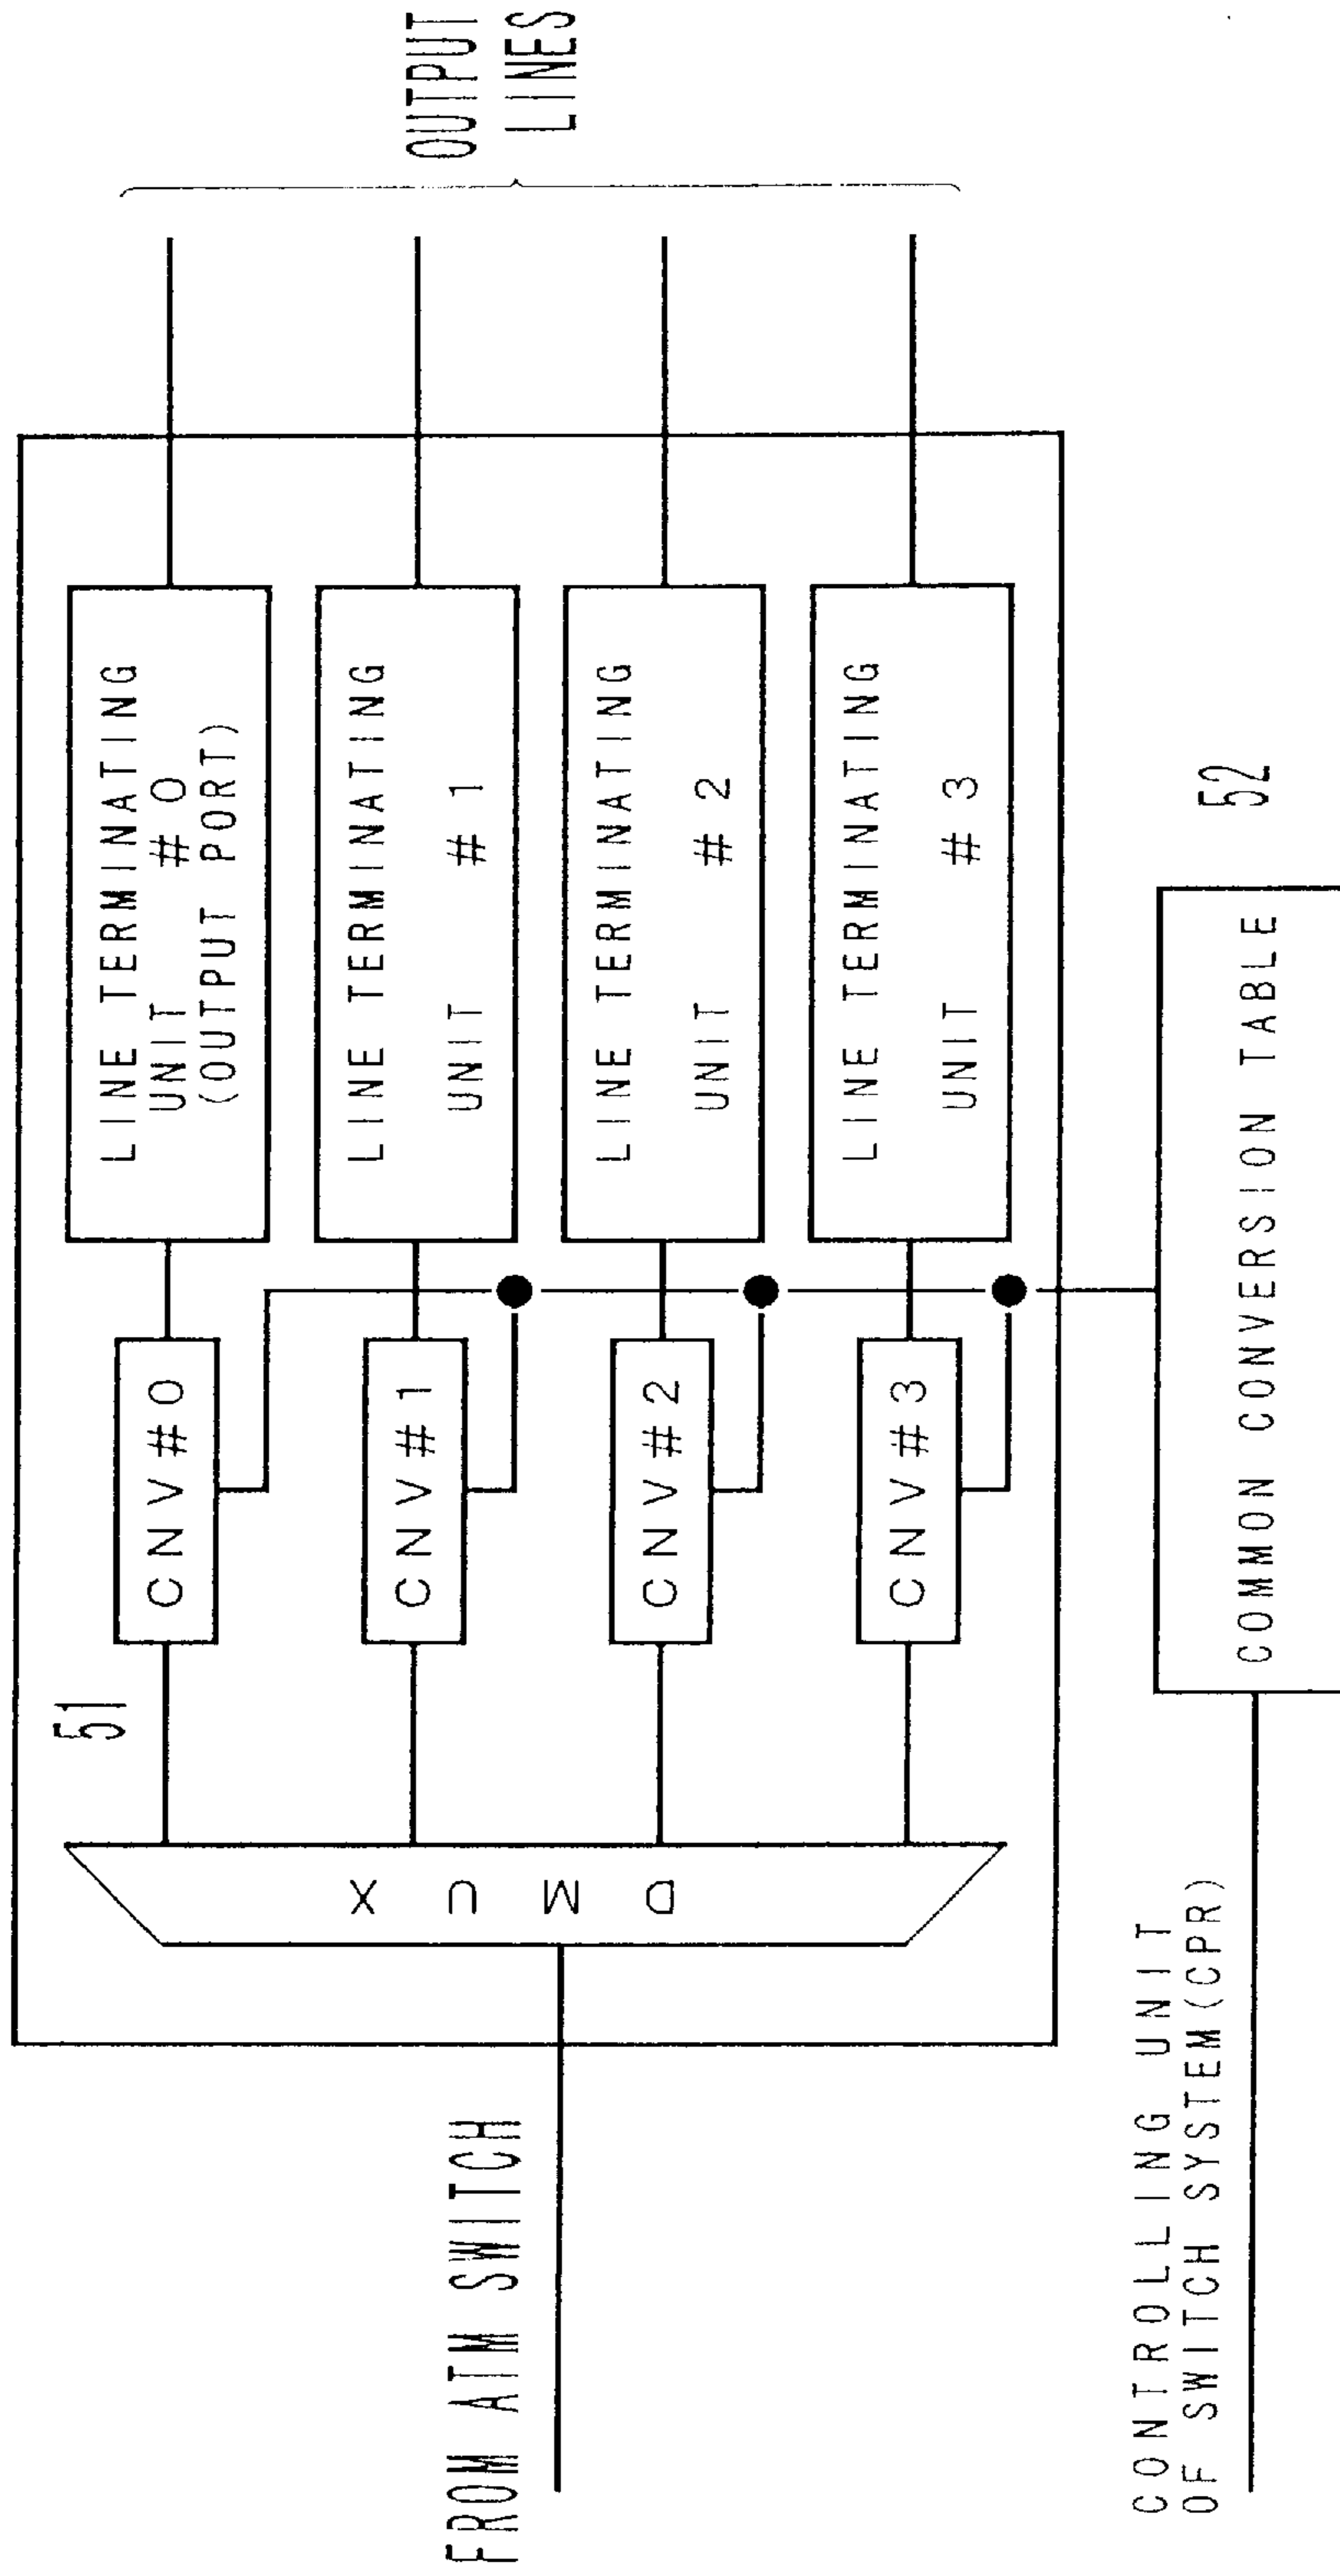 OUTPUT
LINES
LINE TERMINATING
UNIT #0
(OUTPUT PORT)
LINE TERMINATING
UNIT #1
LINE TERMINATING
UNIT #2
LINE TERMINATING
UNIT #3
CNV#0
CNV#1
CNV#2
CNV#3
51
DMUX
FROM ATM SWITCH
52
COMMON CONVERSION TABLE
CONTROLLING UNIT
OF SWITCH SYSTEM(CPR)